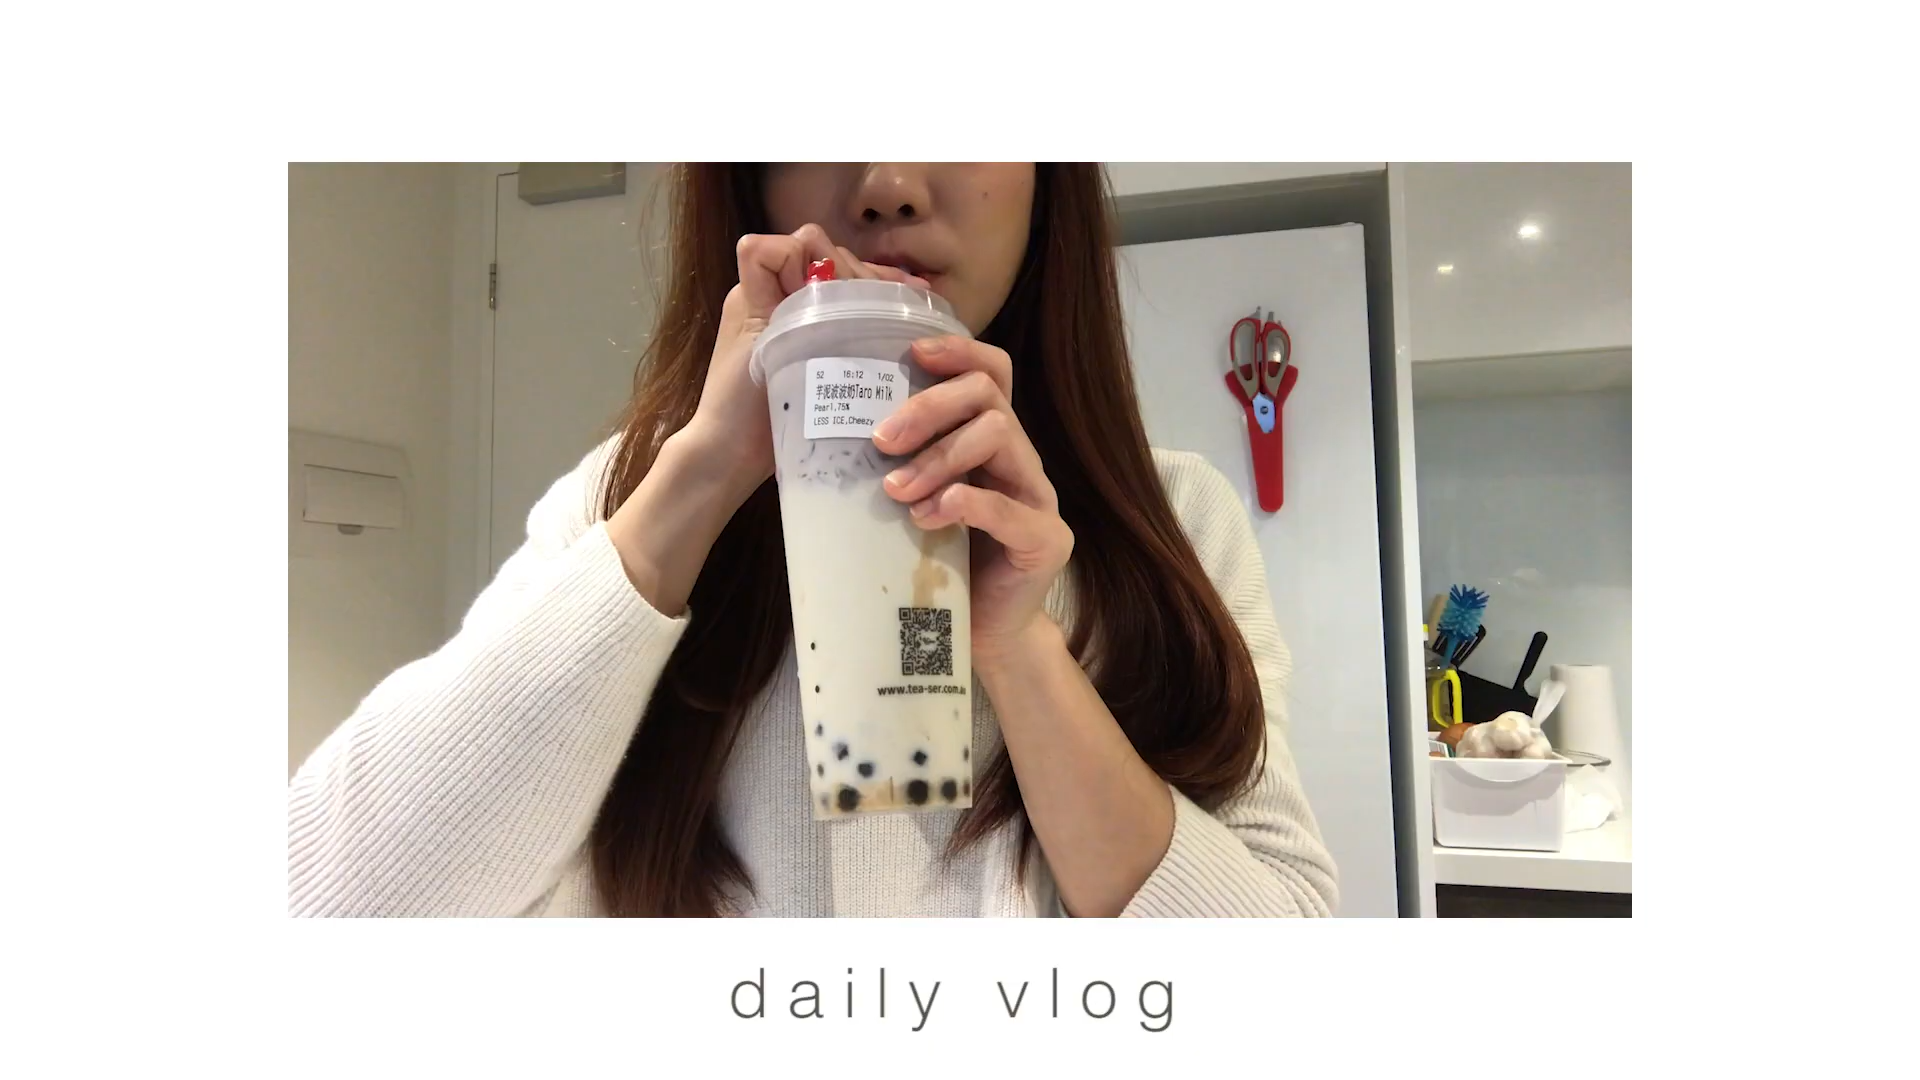 52 16:12 1/02
芋泥波波奶Taro Milk
Pearl,75%
LESS ICE,Cheezy
www.tea-ser.com.au
daily vlog